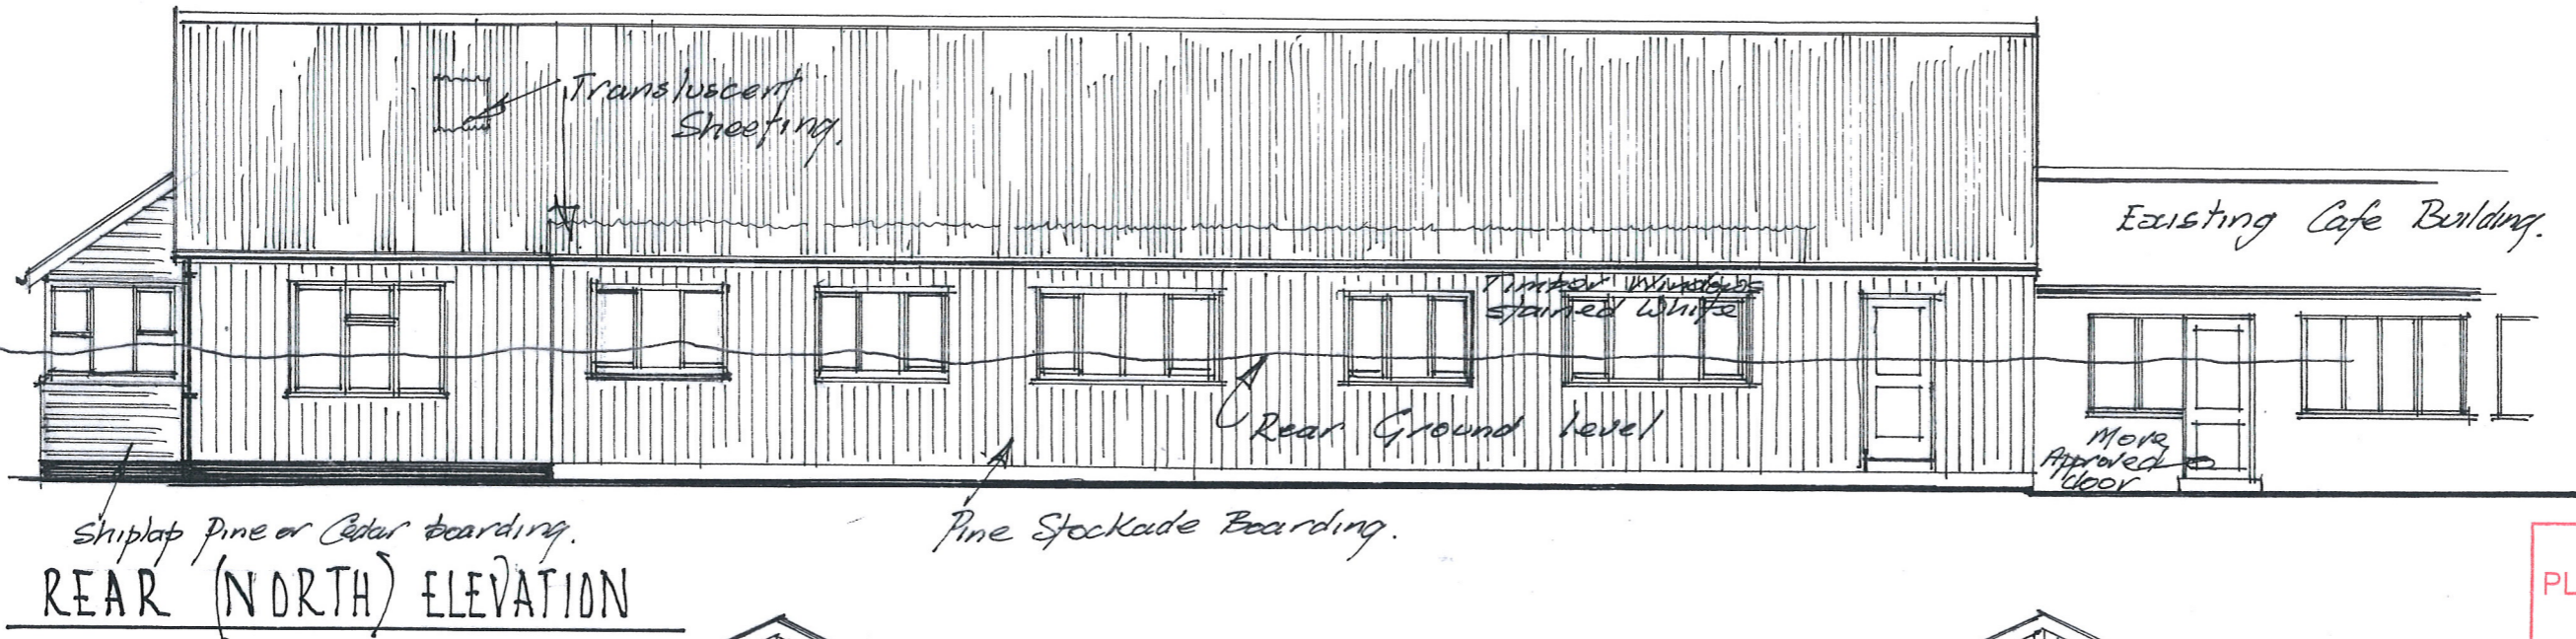 Transluscent
Sheeting.
Existing Cafe Building.
Timber Windows
stained White
Rear Ground level
More
Approved
door
Shiplap Pine or Cedar boarding.
Pine Stockade Boarding.
REAR (NORTH) ELEVATION
PL